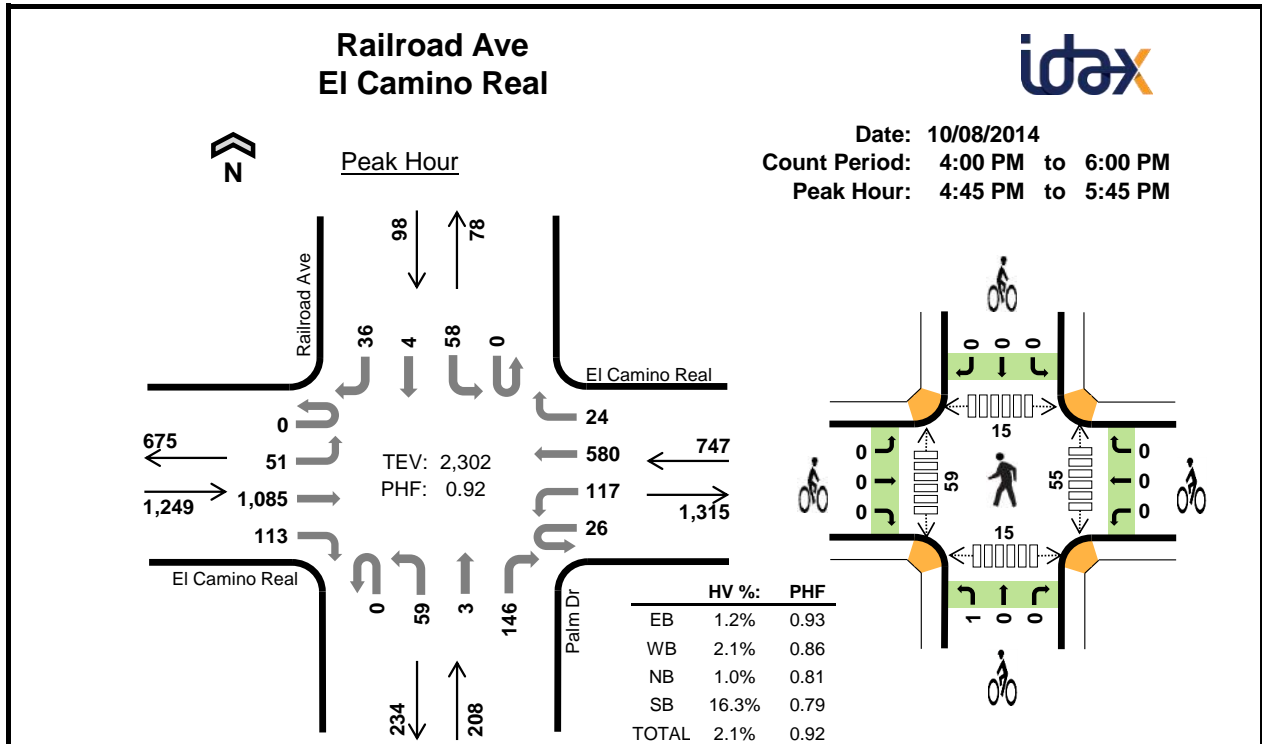 Railroad Ave
El Camino Real
idax
Date: 10/08/2014
Count Period: 4:00 PM to 6:00 PM
Peak Hour: 4:45 PM to 5:45 PM
N
Peak Hour
98
78
Railroad Ave
36
4
58
0
El Camino Real
0
24
675
51
580
747
TEV: 2,302
PHF: 0.92
1,249
1,085
117
1,315
113
26
El Camino Real
0
59
3
146
Palm Dr
234
208
HV %: PHF
EB 1.2% 0.93
WB 2.1% 0.86
NB 1.0% 0.81
SB 16.3% 0.79
TOTAL 2.1% 0.92
0 0 0
15
0
0
0
59
55
0
0
0
15
1 0 0